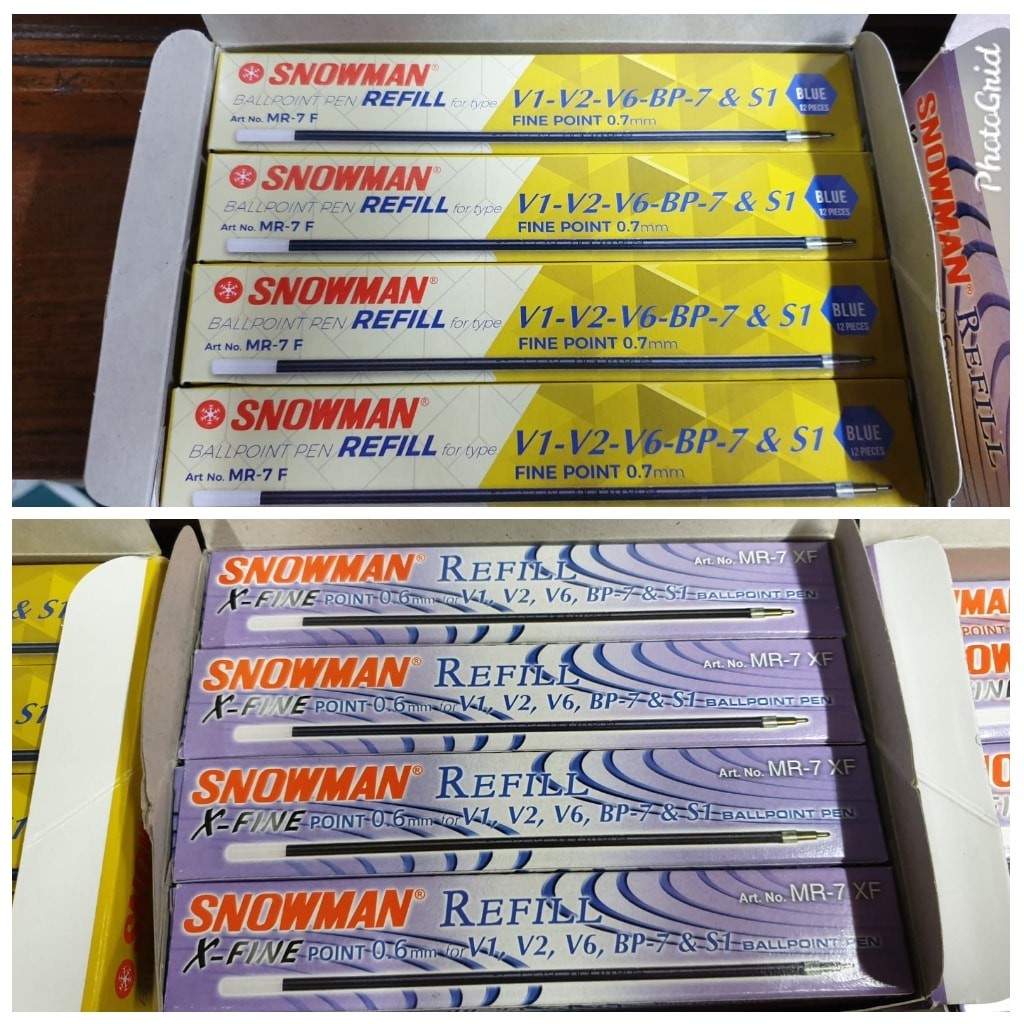 SNOWMAN®
BALLPOINT PEN REFILL for type V1-V2-V6-BP-7 & S1 BLUE
12 PIECES
Art No. MR-7 F FINE POINT 0.7mm
SNOWMAN®
BALLPOINT PEN REFILL for type V1-V2-V6-BP-7 & S1 BLUE
12 PIECES
Art No. MR-7 F FINE POINT 0.7mm
SNOWMAN®
BALLPOINT PEN REFILL for type V1-V2-V6-BP-7 & S1 BLUE
12 PIECES
Art No. MR-7 F FINE POINT 0.7mm
SNOWMAN®
BALLPOINT PEN REFILL for type V1-V2-V6-BP-7 & S1 BLUE
12 PIECES
Art No. MR-7 F FINE POINT 0.7mm
SNOWMAN®
REFILL
PhotoGrid
SNOWMAN® REFILL Art. No. MR-7 XF
X-FINE POINT 0.6mm for V1, V2, V6, BP-7 & S1 BALLPOINT PEN
SNOWMAN® REFILL Art. No. MR-7 XF
X-FINE POINT 0.6mm for V1, V2, V6, BP-7 & S1 BALLPOINT PEN
SNOWMAN® REFILL Art. No. MR-7 XF
X-FINE POINT 0.6mm for V1, V2, V6, BP-7 & S1 BALLPOINT PEN
SNOWMAN® REFILL Art. No. MR-7 XF
X-FINE POINT 0.6mm for V1, V2, V6, BP-7 & S1 BALLPOINT PEN
& S1
S1
POINT